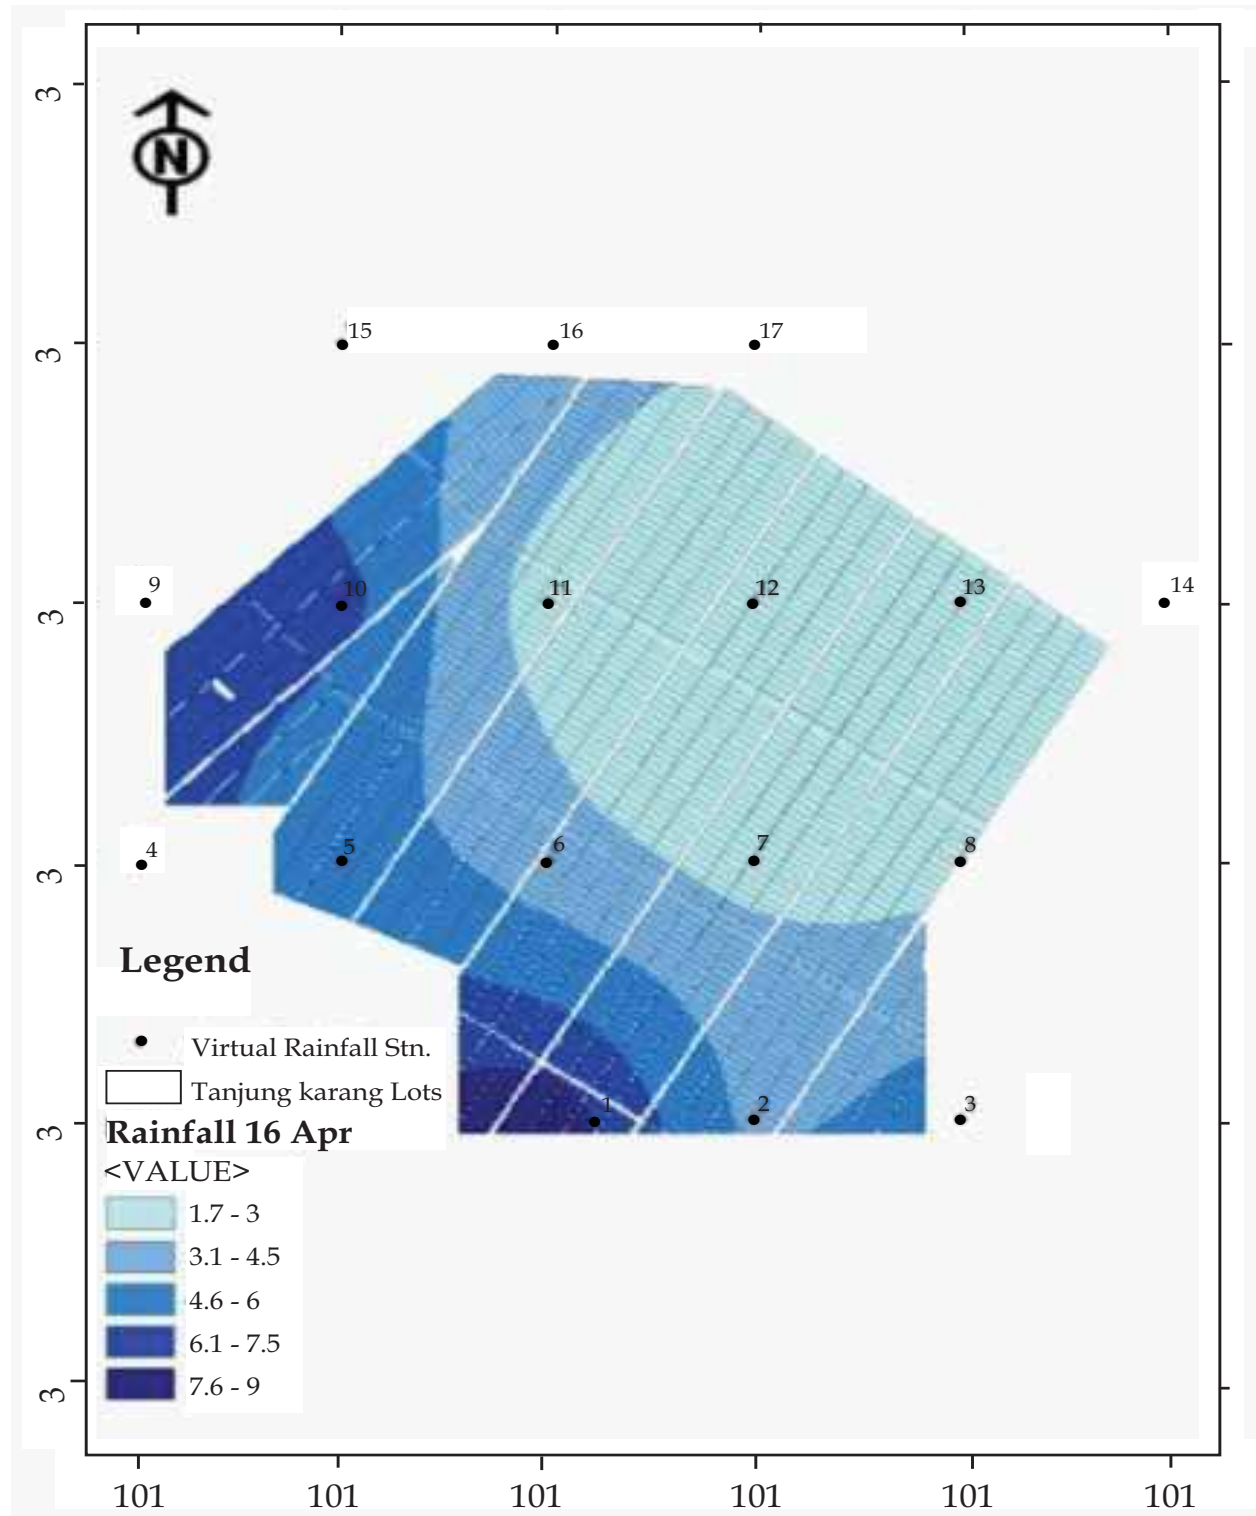 3
N
15 16 17
3
9 10 11 12 13 14
3
4 5 6 7 8
3
Legend
Virtual Rainfall Stn.
Tanjung karang Lots
1 2 3
3
Rainfall 16 Apr
<VALUE>
1.7 - 3
3.1 - 4.5
4.6 - 6
6.1 - 7.5
7.6 - 9
3
101 101 101 101 101 101